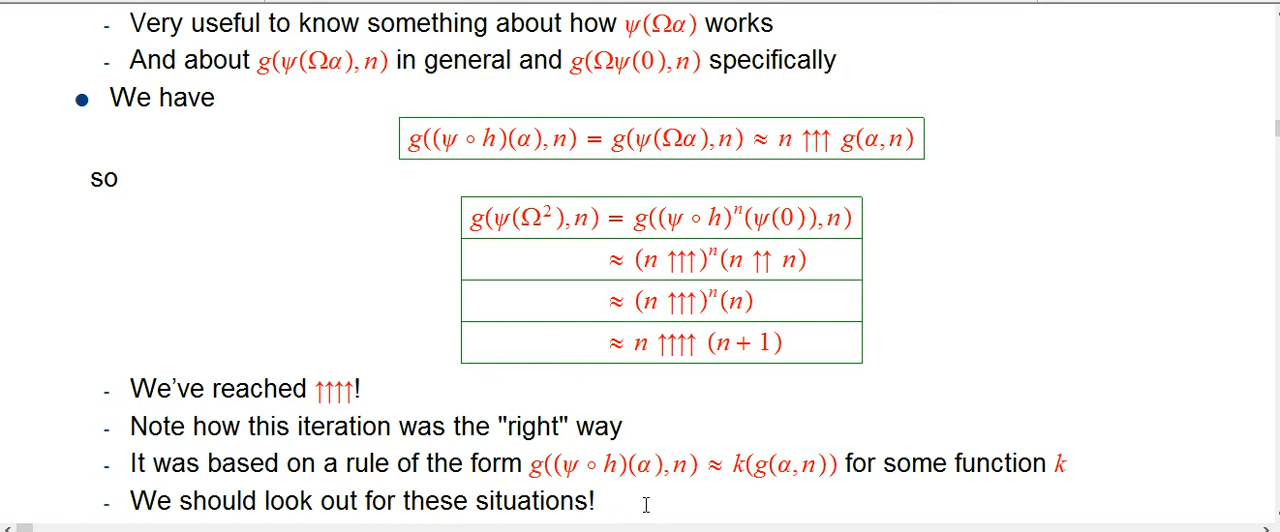 - Very useful to know something about how ψ(Ωα) works
- And about g(ψ(Ωα), n) in general and g(Ωψ(0), n) specifically
● We have
g((ψ ∘ h)(α), n) = g(ψ(Ωα), n) ≈ n ↑↑↑ g(α, n)
so
g(ψ(Ω²), n) = g((ψ ∘ h)ⁿ(ψ(0)), n)
≈ (n ↑↑↑)ⁿ(n ↑↑ n)
≈ (n ↑↑↑)ⁿ(n)
≈ n ↑↑↑↑ (n + 1)
- We’ve reached ↑↑↑↑!
- Note how this iteration was the "right" way
- It was based on a rule of the form g((ψ ∘ h)(α), n) ≈ k(g(α, n)) for some function k
- We should look out for these situations!